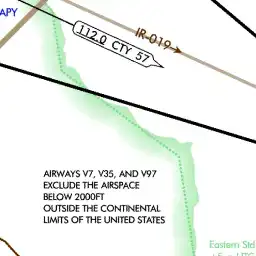 APY
112.0 CTY 57
IR-019
AIRWAYS V7, V35, AND V97
EXCLUDE THE AIRSPACE
BELOW 2000FT
OUTSIDE THE CONTINENTAL
LIMITS OF THE UNITED STATES
Eastern Std